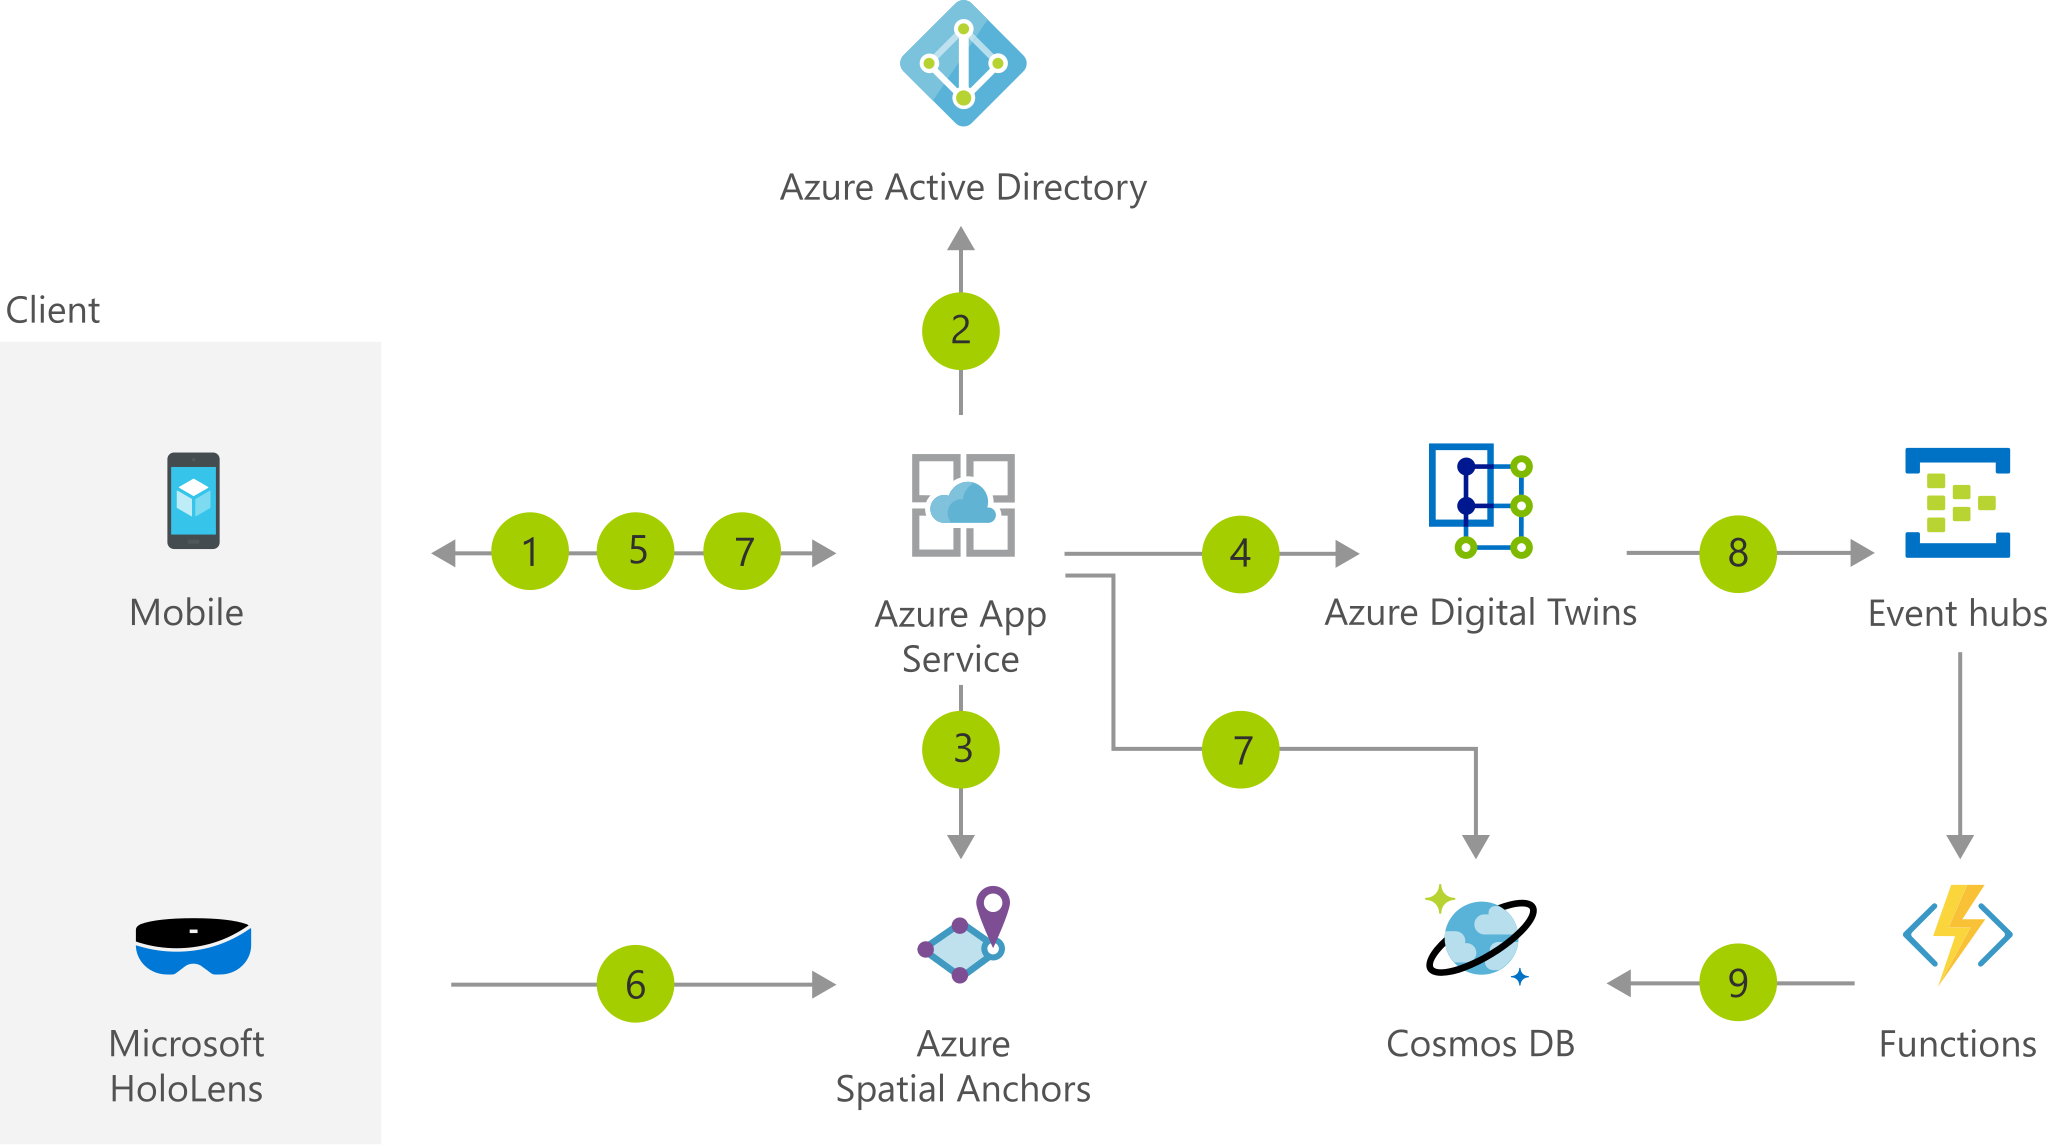 Azure Active Directory
2
Client
Mobile
1
5
7
Azure App
Service
4
Azure Digital Twins
8
Event hubs
3
7
Microsoft
HoloLens
6
Azure
Spatial Anchors
Cosmos DB
9
Functions